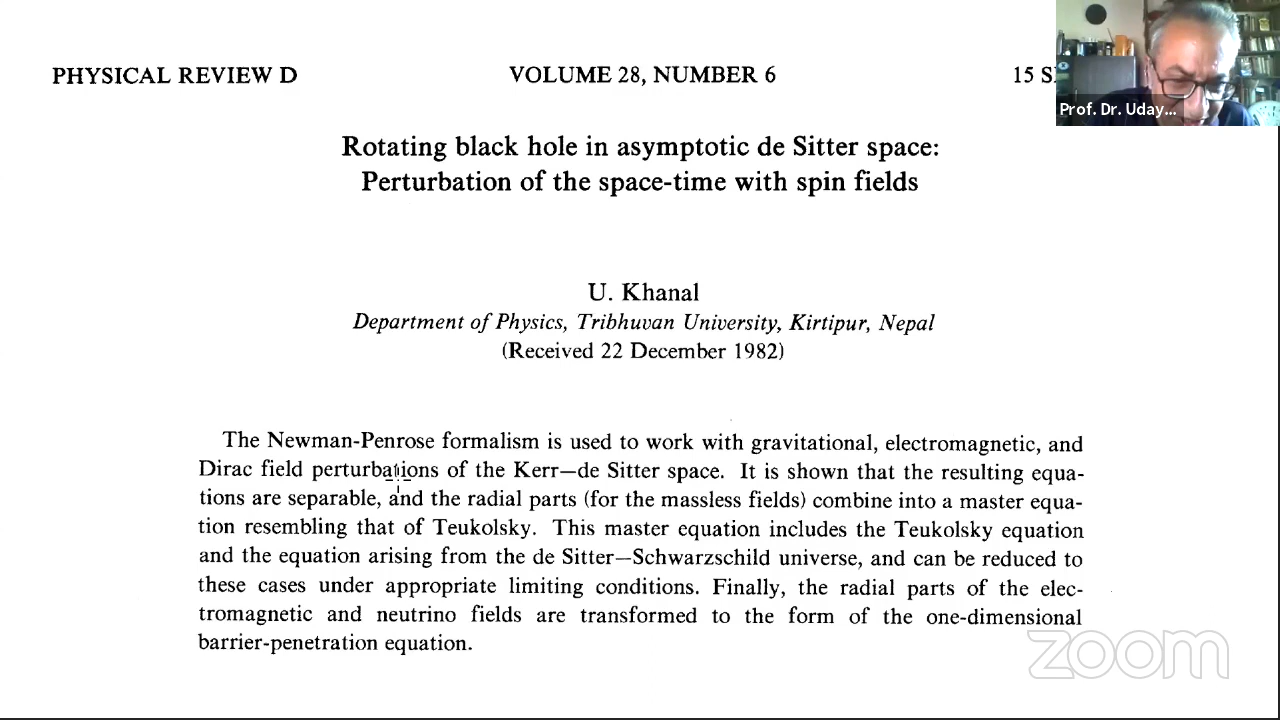 PHYSICAL REVIEW D
VOLUME 28, NUMBER 6
15 S
Prof. Dr. Uday...
Rotating black hole in asymptotic de Sitter space:
Perturbation of the space-time with spin fields
U. Khanal
Department of Physics, Tribhuvan University, Kirtipur, Nepal
(Received 22 December 1982)
The Newman-Penrose formalism is used to work with gravitational, electromagnetic, and
Dirac field perturbations of the Kerr—de Sitter space. It is shown that the resulting equa-
tions are separable, and the radial parts (for the massless fields) combine into a master equa-
tion resembling that of Teukolsky. This master equation includes the Teukolsky equation
and the equation arising from the de Sitter—Schwarzschild universe, and can be reduced to
these cases under appropriate limiting conditions. Finally, the radial parts of the elec-
tromagnetic and neutrino fields are transformed to the form of the one-dimensional
barrier-penetration equation.
zoom